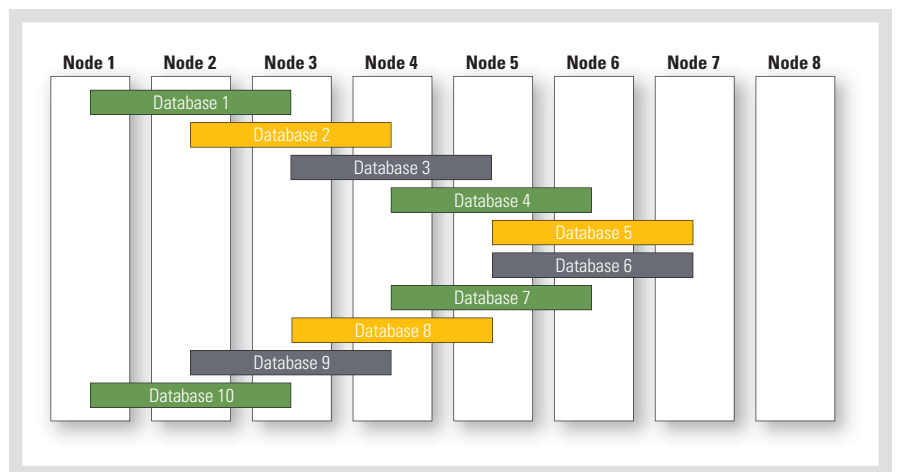 Node 1 Node 2 Node 3 Node 4 Node 5 Node 6 Node 7 Node 8
Database 1
Database 2
Database 3
Database 4
Database 5
Database 6
Database 7
Database 8
Database 9
Database 10